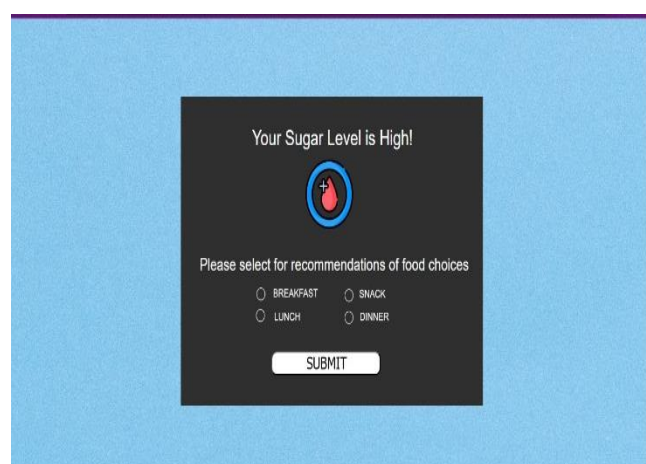 Your Sugar Level is High!
Please select for recommendations of food choices
BREAKFAST SNACK
LUNCH DINNER
SUBMIT